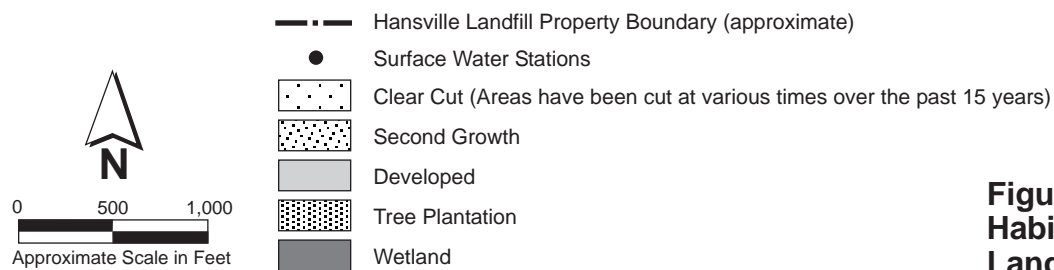 Hansville Landfill Property Boundary (approximate)
Surface Water Stations
Clear Cut (Areas have been cut at various times over the past 15 years)
Second Growth
Developed
Tree Plantation
Wetland
N
0 500 1,000
Approximate Scale in Feet
Figu
Habi
Land